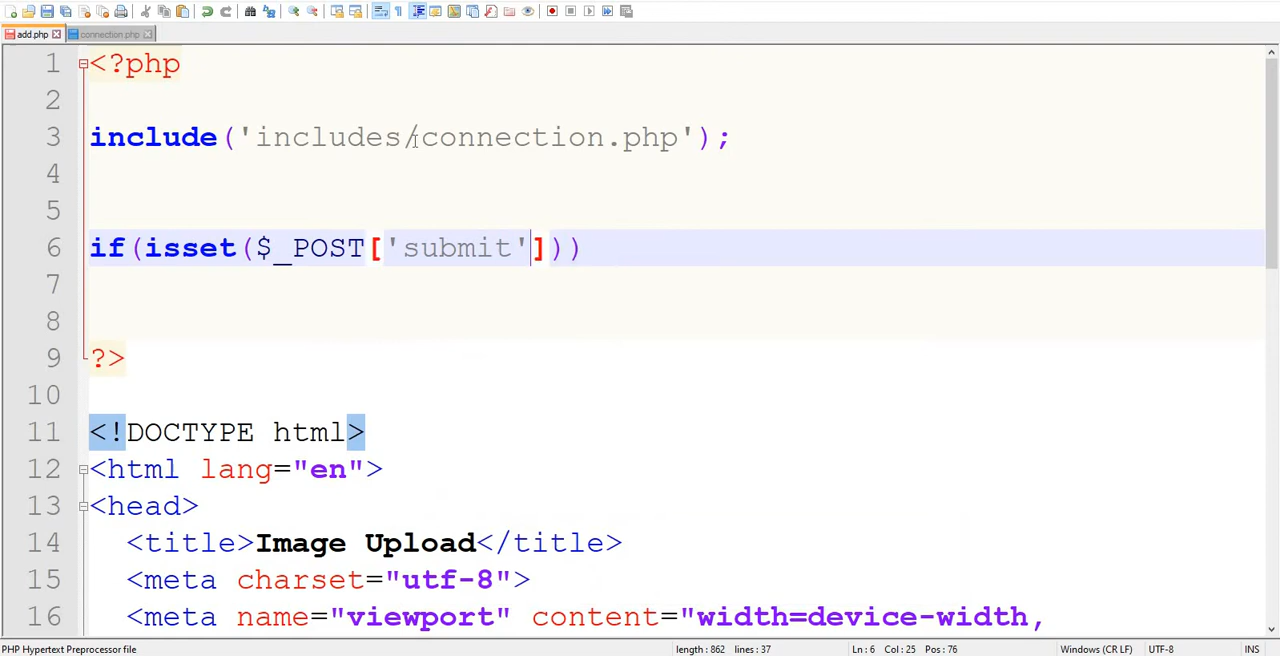 add.php connection.php
1 <?php
2
3 include('includes/connection.php');
4
5
6 if(isset($_POST['submit']))
7
8
9 ?>
10
11 <!DOCTYPE html>
12 <html lang="en">
13 <head>
14 <title>Image Upload</title>
15 <meta charset="utf-8">
16 <meta name="viewport" content="width=device-width,
PHP Hypertext Preprocessor file length : 862 lines : 37 Ln : 6 Col : 25 Pos : 76 Windows (CR LF) UTF-8 INS